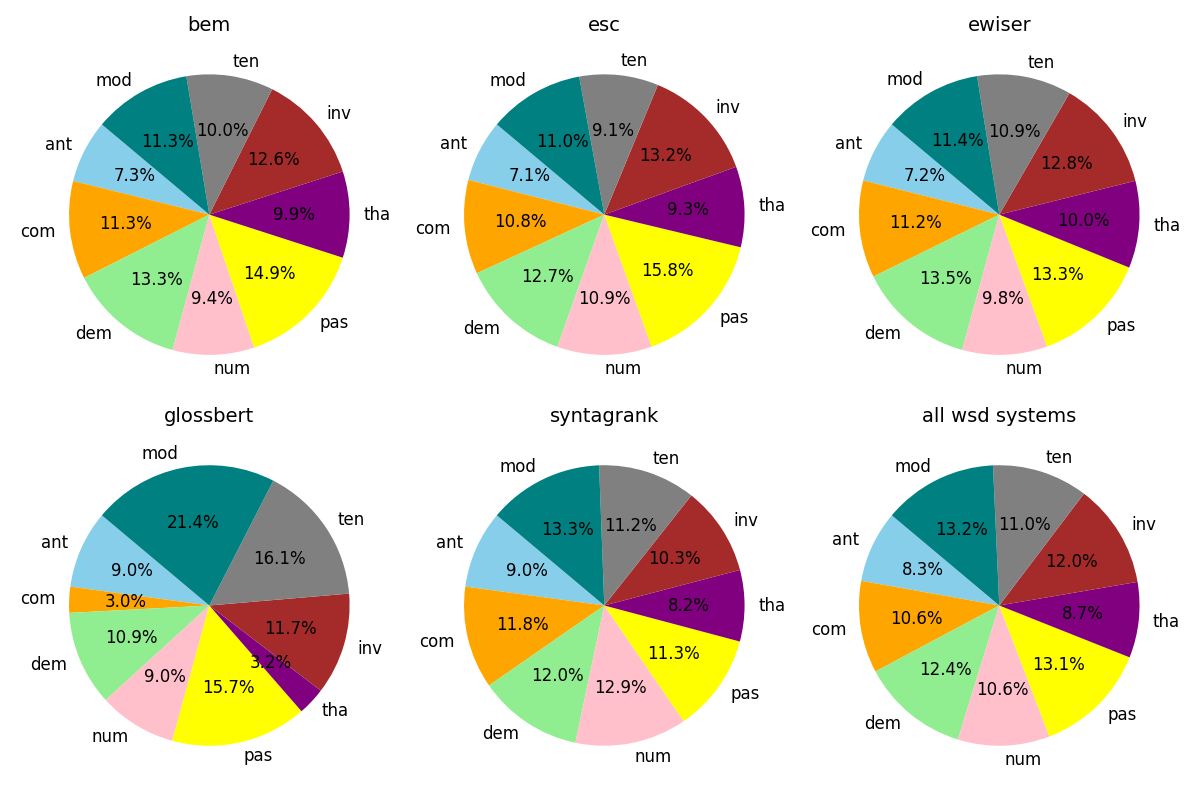 bem
ten
mod
inv
ant
tha
com
pas
dem
num
10.0%
11.3%
12.6%
7.3%
9.9%
11.3%
14.9%
13.3%
9.4%
esc
ten
mod
inv
ant
tha
com
pas
dem
num
9.1%
11.0%
13.2%
7.1%
9.3%
10.8%
15.8%
12.7%
10.9%
ewiser
ten
mod
inv
ant
tha
com
pas
dem
num
10.9%
11.4%
12.8%
7.2%
10.0%
11.2%
13.3%
13.5%
9.8%
glossbert
mod
ten
ant
com
inv
dem
tha
num
pas
21.4%
16.1%
9.0%
3.0%
11.7%
10.9%
3.2%
9.0%
15.7%
syntagrank
ten
mod
inv
ant
tha
com
pas
dem
num
11.2%
13.3%
10.3%
9.0%
8.2%
11.8%
11.3%
12.0%
12.9%
all wsd systems
ten
mod
inv
ant
tha
com
pas
dem
num
11.0%
13.2%
12.0%
8.3%
8.7%
10.6%
13.1%
12.4%
10.6%